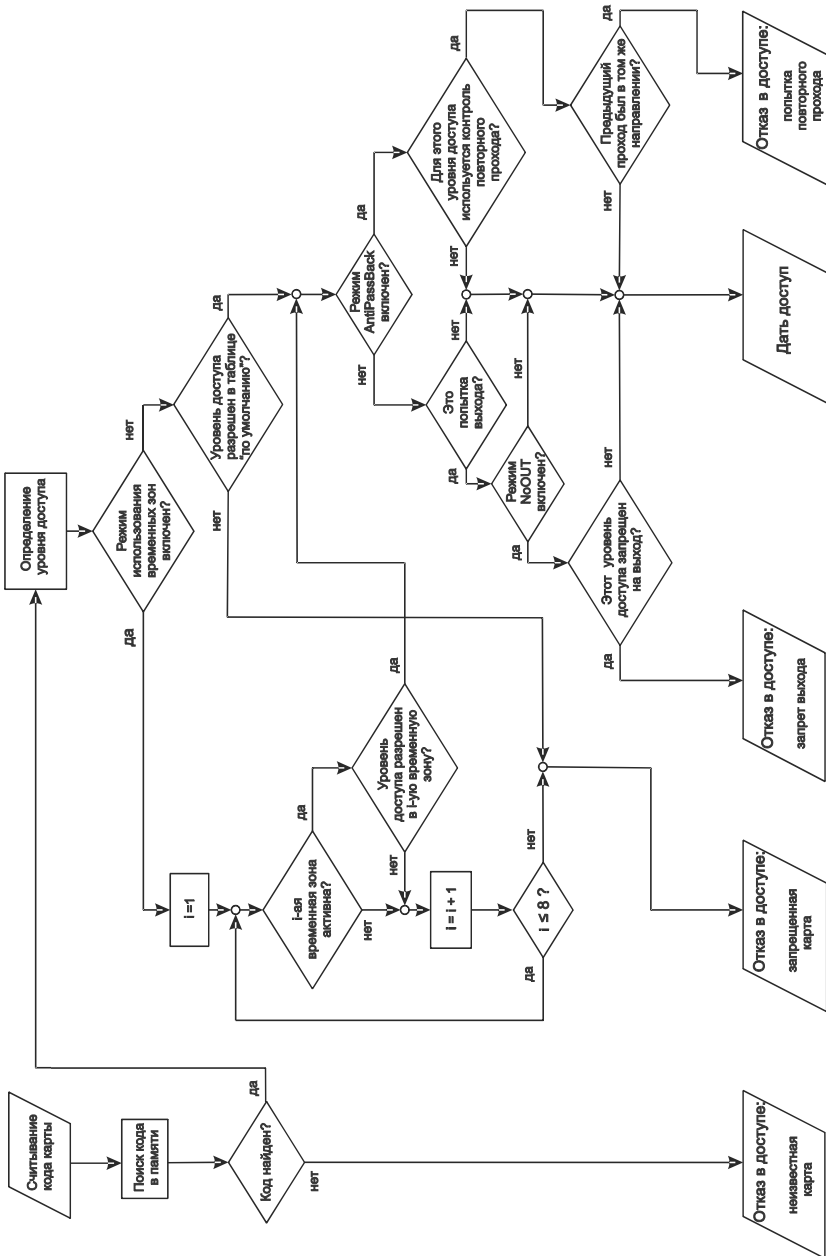 Считывание
кода карты
Поиск кода
в памяти
Код найден?
да
нет
Отказ в доступе:
неизвестная
карта
Определение
уровня доступа
Режим
использования
временных зон
включен?
да
нет
i =1
i-ая
временная зона
активна?
да
нет
Уровень
доступа разрешен
в i-ую временную
зону?
да
нет
i = i + 1
i ≤ 8 ?
да
нет
Отказ в доступе:
запрещенная
карта
Уровень доступа
разрешен в таблице
"по умолчанию"?
да
нет
Режим
AntiPassBack
включен?
да
нет
Это
попытка
выхода?
да
нет
Режим
NoOUT
включен?
да
нет
Этот уровень
доступа запрещен
на выход?
да
нет
Отказ в доступе:
запрет выхода
Для этого
уровня доступа
испольуется контроль
повторного
прохода?
да
нет
Предыдущий
проход был в том же
направлении?
да
нет
Дать доступ
Отказ в доступе:
попытка
повторного
прохода